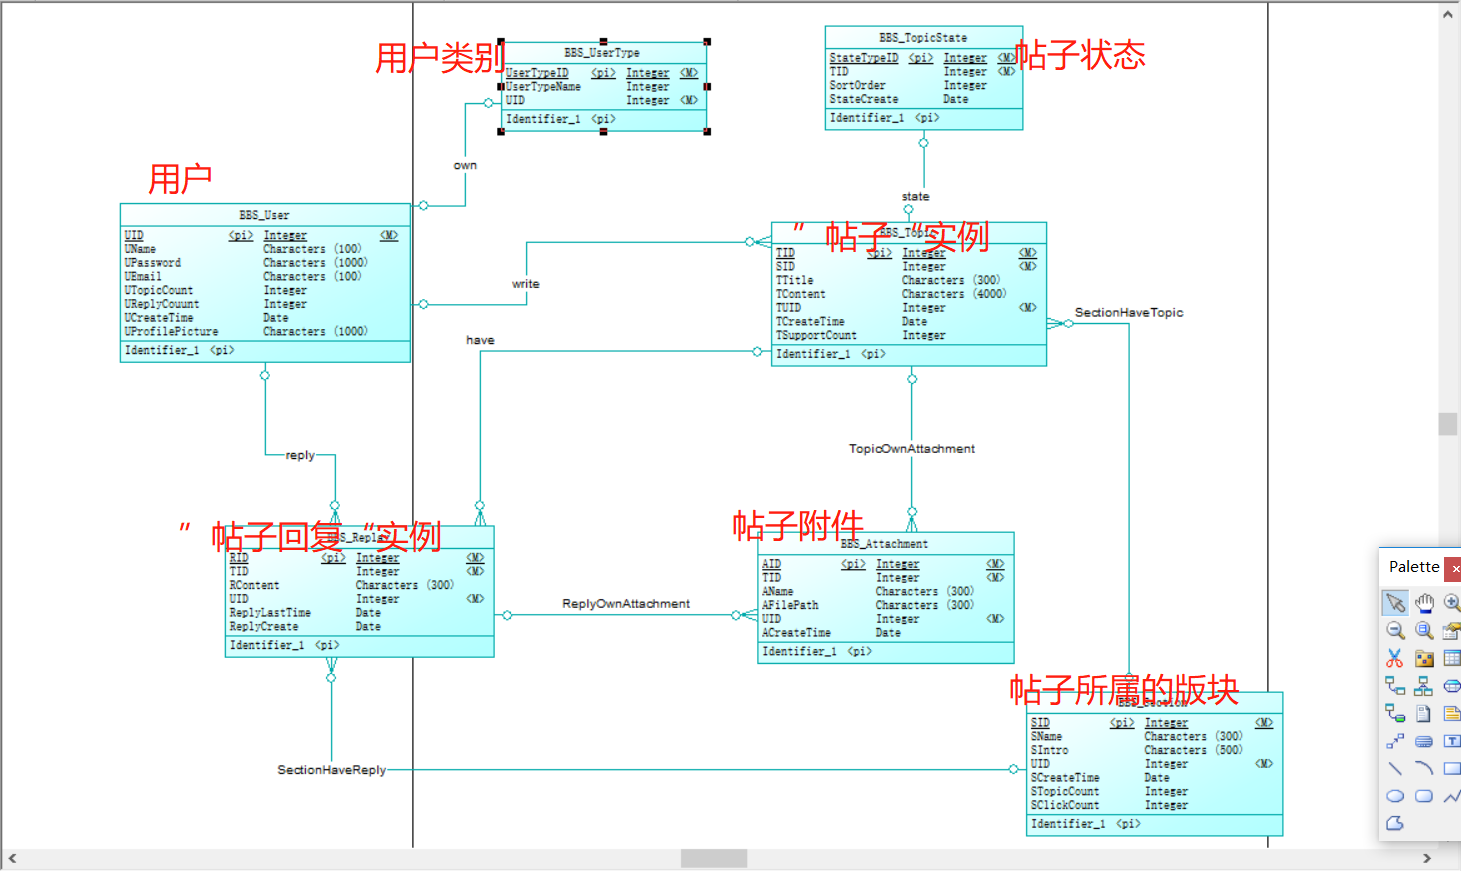 用户类别
BBS_UserType
UserTypeID <pi> Integer <M>
UserTypeName Integer
UID Integer <M>
Identifier_1 <pi>
BBS_TopicState
帖子状态
StateTypeID <pi> Integer <M>
TID Integer <M>
SortOrder Integer
StateCreate Date
Identifier_1 <pi>
own
state
用户
BBS_User
UID <pi> Integer <M>
UName Characters (100)
UPassword Characters (1000)
UEmail Characters (100)
UTopicCount Integer
UReplyCouunt Integer
UCreateTime Date
UProfilePicture Characters (1000)
Identifier_1 <pi>
write
have
”帖子“实例
TID <pi> Integer <M>
SID Integer <M>
TTitle Characters (300)
TContent Characters (4000)
TUID Integer <M>
TCreateTime Date
TSupportCount Integer
Identifier_1 <pi>
SectionHaveTopic
reply
TopicOwnAttachment
”帖子回复“实例
RID <pi> Integer <M>
TID Integer <M>
RContent Characters (300)
UID Integer <M>
ReplyLastTime Date
ReplyCreate Date
Identifier_1 <pi>
ReplyOwnAttachment
帖子附件
BBS_Attachment
AID <pi> Integer <M>
TID Integer <M>
AName Characters (300)
AFilePath Characters (300)
UID Integer <M>
ACreateTime Date
Identifier_1 <pi>
SectionHaveReply
帖子所属的版块
SID <pi> Integer <M>
SName Characters (300)
SIntro Characters (500)
UID Integer <M>
SCreateTime Date
STopicCount Integer
SClickCount Integer
Identifier_1 <pi>
Palette